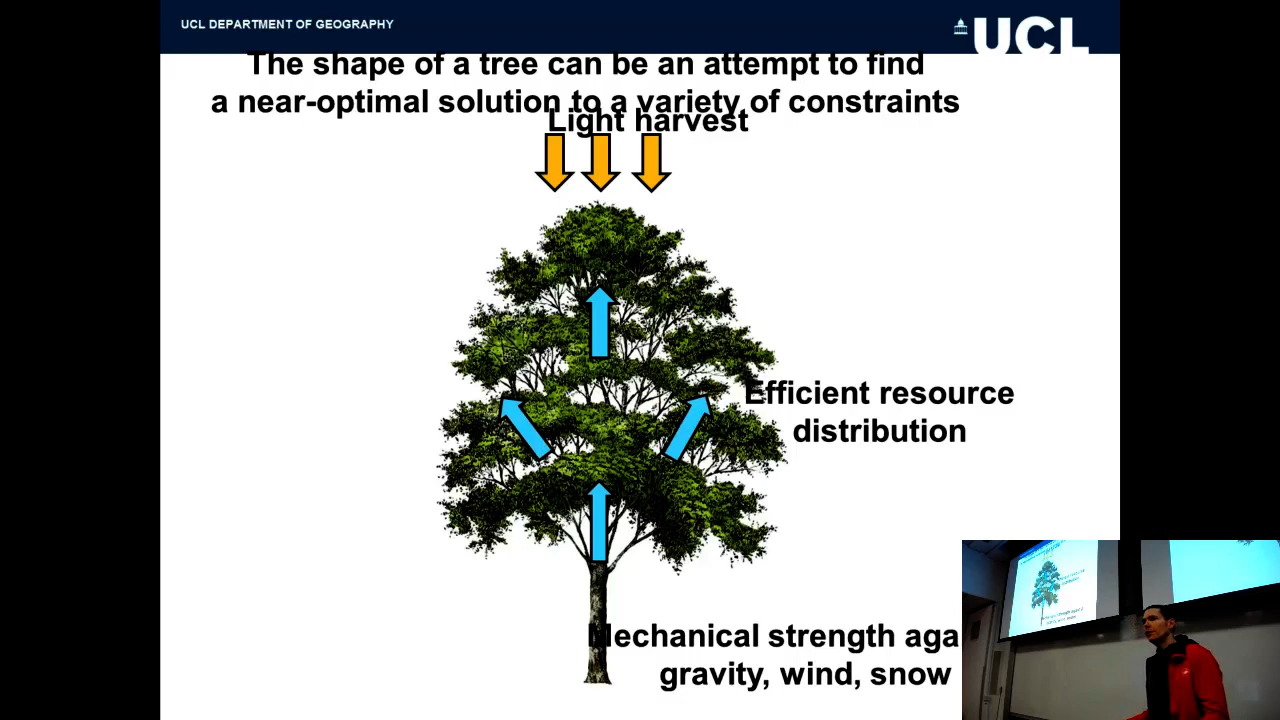 UCL DEPARTMENT OF GEOGRAPHY
UCL
The shape of a tree can be an attempt to find
a near-optimal solution to a variety of constraints
Light harvest
Efficient resource
distribution
Mechanical strength aga
gravity, wind, snow